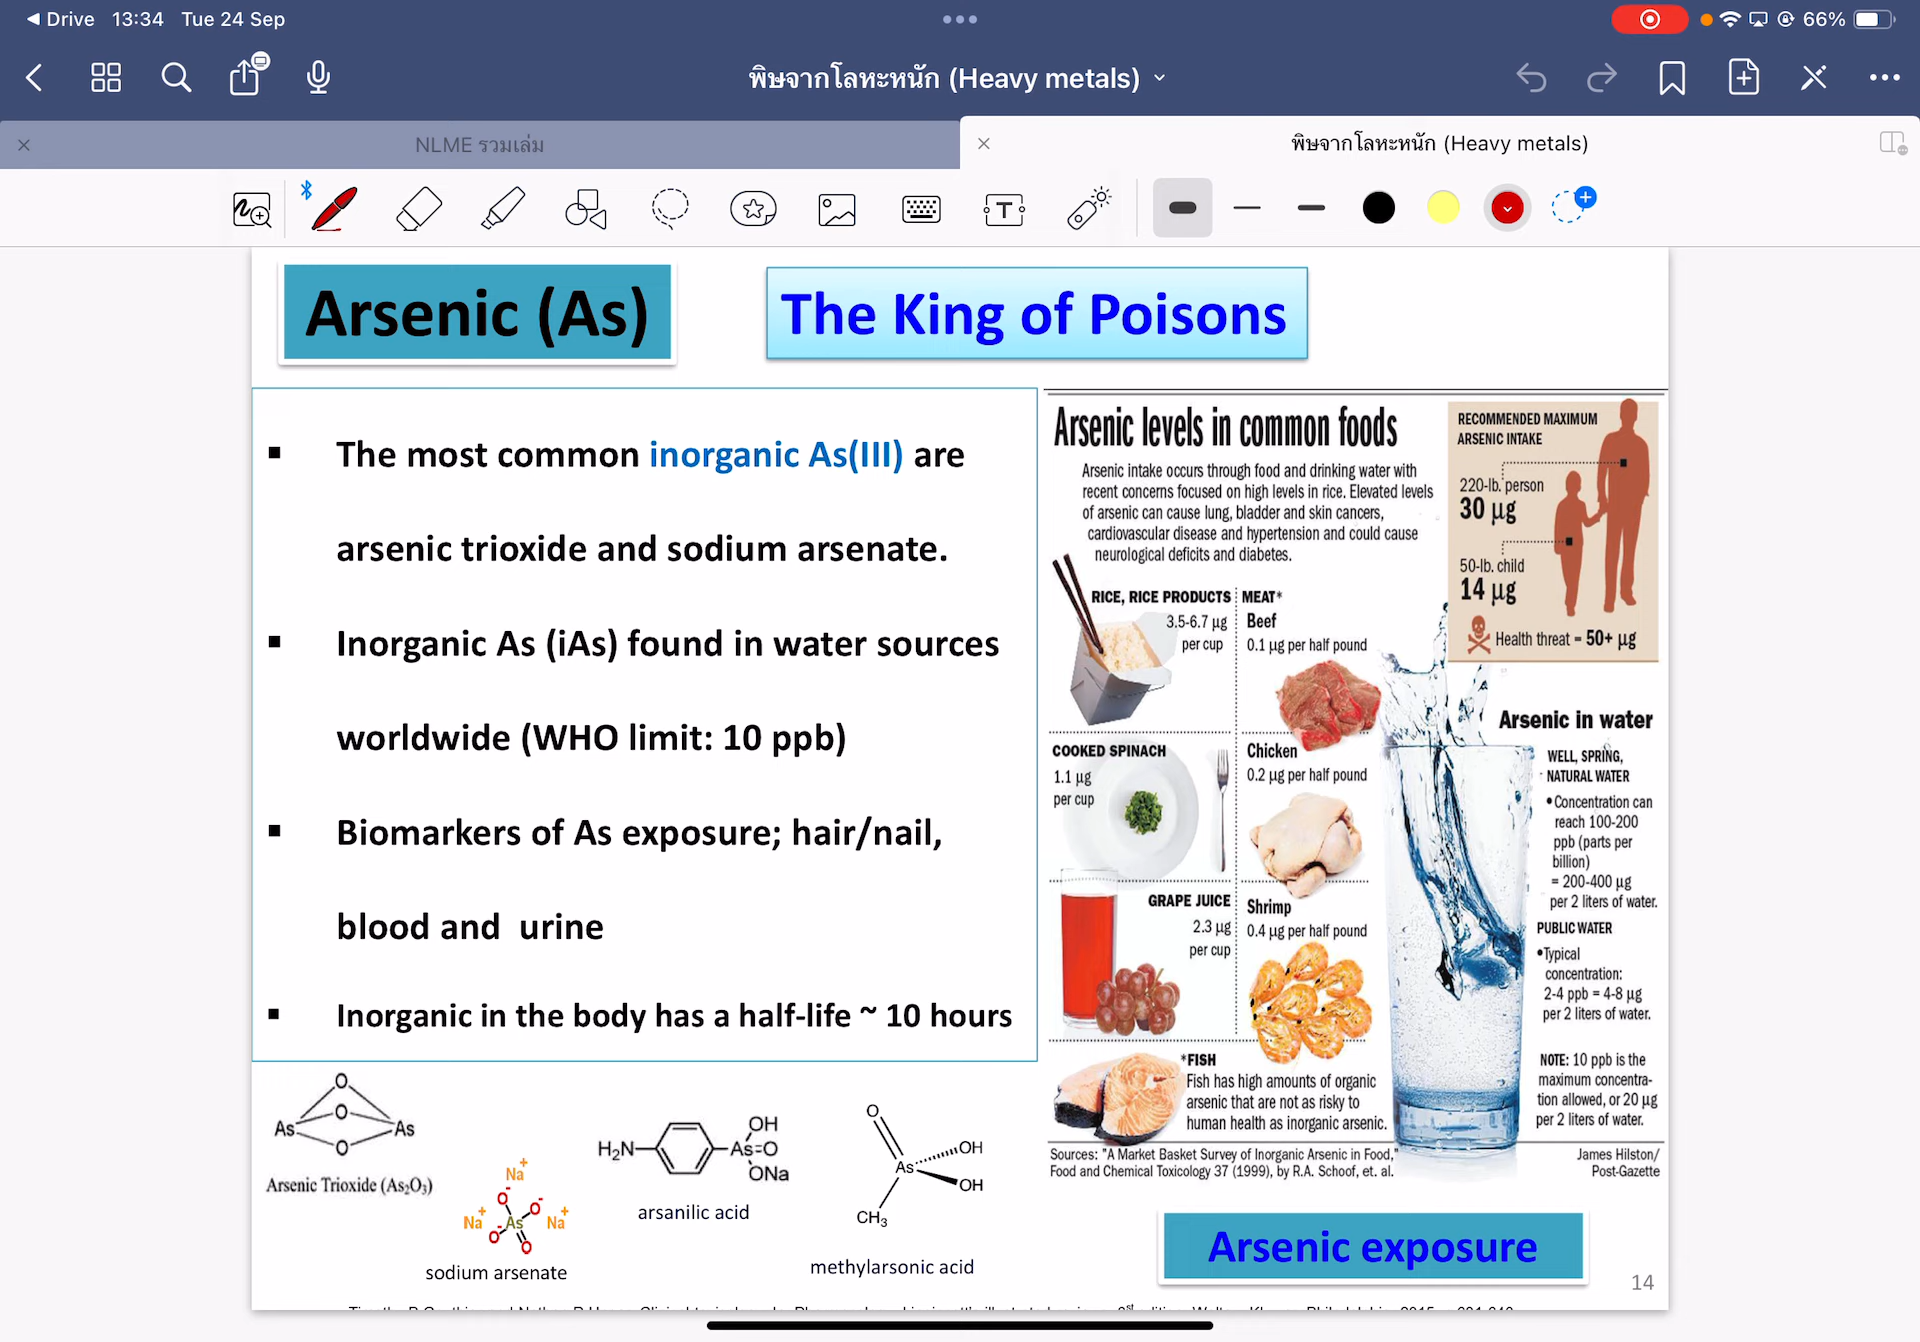 Drive 13:34 Tue 24 Sep
66%
พิษจากโลหะหนัก (Heavy metals)
NLME รวมเล่ม
พิษจากโลหะหนัก (Heavy metals)
Arsenic (As)
The King of Poisons
▪ The most common inorganic As(III) are
arsenic trioxide and sodium arsenate.
▪ Inorganic As (iAs) found in water sources
worldwide (WHO limit: 10 ppb)
▪ Biomarkers of As exposure; hair/nail,
blood and urine
▪ Inorganic in the body has a half-life ~ 10 hours
O
As O As
O
Arsenic Trioxide (As₂O₃)
Na+
O- O-
Na+ As Na+
O- O
sodium arsenate
OH
H₂N As=O
ONa
arsanilic acid
O
OH
As
OH
CH₃
methylarsonic acid
Arsenic levels in common foods
Arsenic intake occurs through food and drinking water with
recent concerns focused on high levels in rice. Elevated levels
of arsenic can cause lung, bladder and skin cancers,
cardiovascular disease and hypertension and could cause
neurological deficits and diabetes.
RECOMMENDED MAXIMUM
ARSENIC INTAKE
220-lb. person
30 µg
50-lb. child
14 µg
Health threat = 50+ µg
RICE, RICE PRODUCTS
3.5-6.7 µg
per cup
MEAT*
Beef
0.1 µg per half pound
COOKED SPINACH
1.1 µg
per cup
Chicken
0.2 µg per half pound
GRAPE JUICE
2.3 µg
per cup
Shrimp
0.4 µg per half pound
*FISH
Fish has high amounts of organic
arsenic that are not as risky to
human health as inorganic arsenic.
Arsenic in water
WELL, SPRING,
NATURAL WATER
•Concentration can
reach 100-200
ppb (parts per
billion)
= 200-400 µg
per 2 liters of water.
PUBLIC WATER
•Typical
concentration:
2-4 ppb = 4-8 µg
per 2 liters of water.
NOTE: 10 ppb is the
maximum concentra-
tion allowed, or 20 µg
per 2 liters of water.
Sources: "A Market Basket Survey of Inorganic Arsenic in Food,"
Food and Chemical Toxicology 37 (1999), by R.A. Schoof, et. al.
James Hilston/
Post-Gazette
Arsenic exposure
14